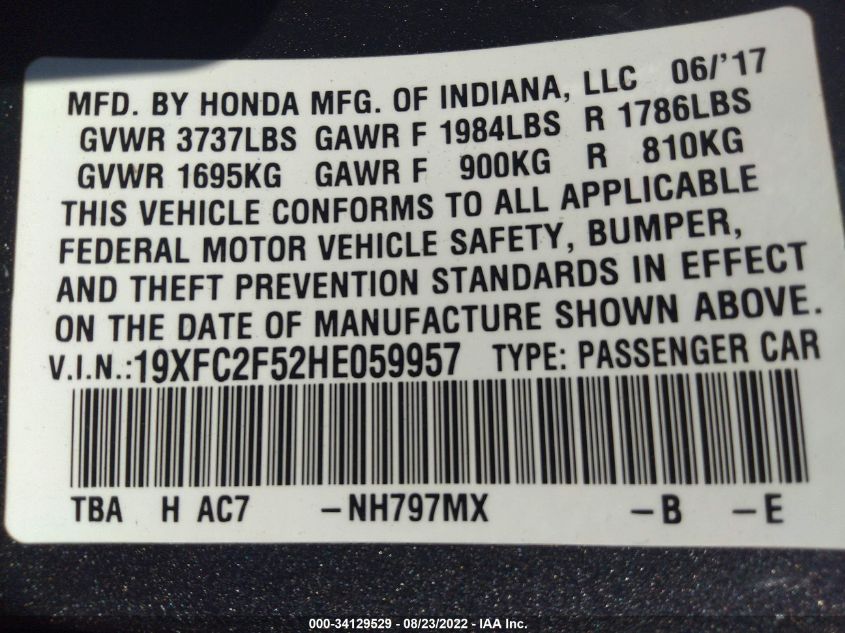 MFD. BY HONDA MFG. OF INDIANA, LLC 06/'17
GVWR 3737LBS GAWR F 1984LBS R 1786LBS
GVWR 1695KG GAWR F 900KG R 810KG
THIS VEHICLE CONFORMS TO ALL APPLICABLE
FEDERAL MOTOR VEHICLE SAFETY, BUMPER,
AND THEFT PREVENTION STANDARDS IN EFFECT
ON THE DATE OF MANUFACTURE SHOWN ABOVE.
V.I.N.:19XFC2F52HE059957 TYPE: PASSENGER CAR
TBA H AC7 -NH797MX -B -E
000-34129529 - 08/23/2022 - IAA Inc.